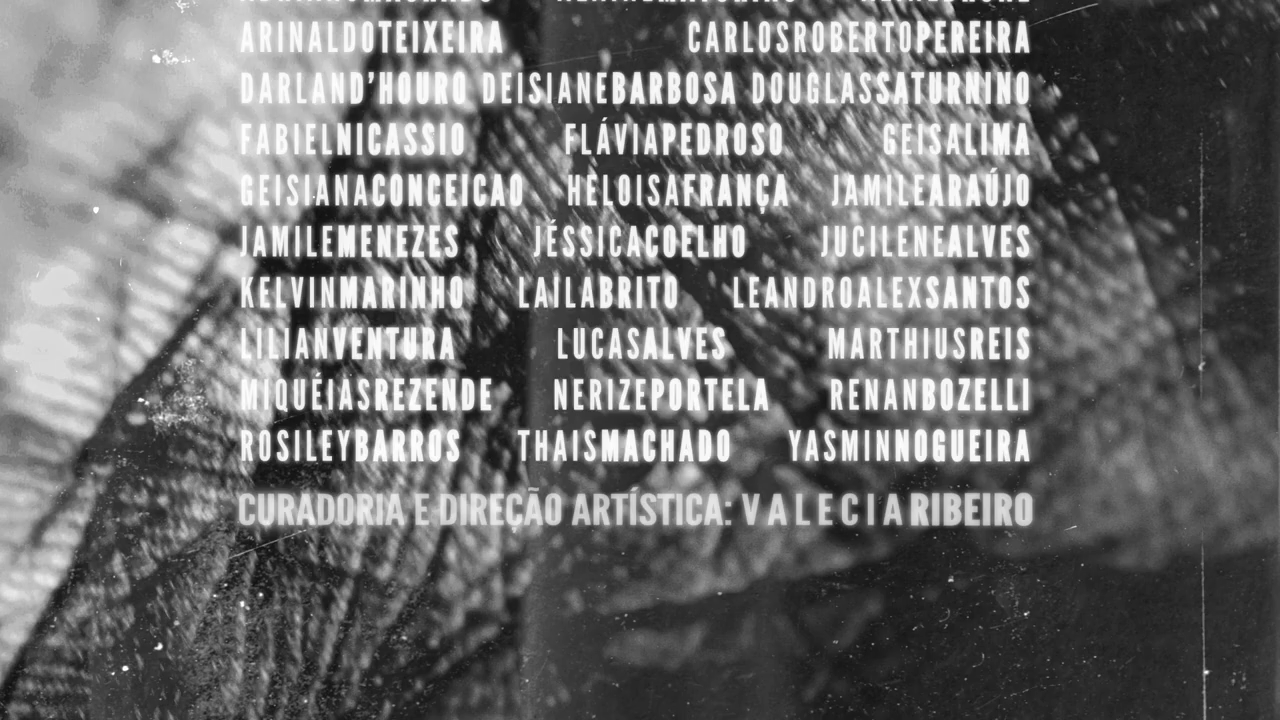 ARINALDOTEIXEIRA CARLOSROBERTOPEREIRA
DARLAND'HOURO DEISIANEBARBOSA DOUGLASSATURNINO
FABIELNICASSIO FLÁVIAPEDROSO GEISALIMA
GEISIANACONCEICAO HELOISAFRANÇA JAMILEARAÚJO
JAMILEMENEZES JÉSSICACOELHO JUCILENEALVES
KELVINMARINHO LAILABRITO LEANDROALEXSANTOS
LILIANVENTURA LUCASALVES MARTHIUSREIS
MIQUÉIASREZENDE NERIZEPORTELA RENANBOZELLI
ROSILEYBARROS THAISMACHADO YASMINNOGUEIRA
CURADORIA E DIREÇÃO ARTÍSTICA: VALECIARIBEIRO